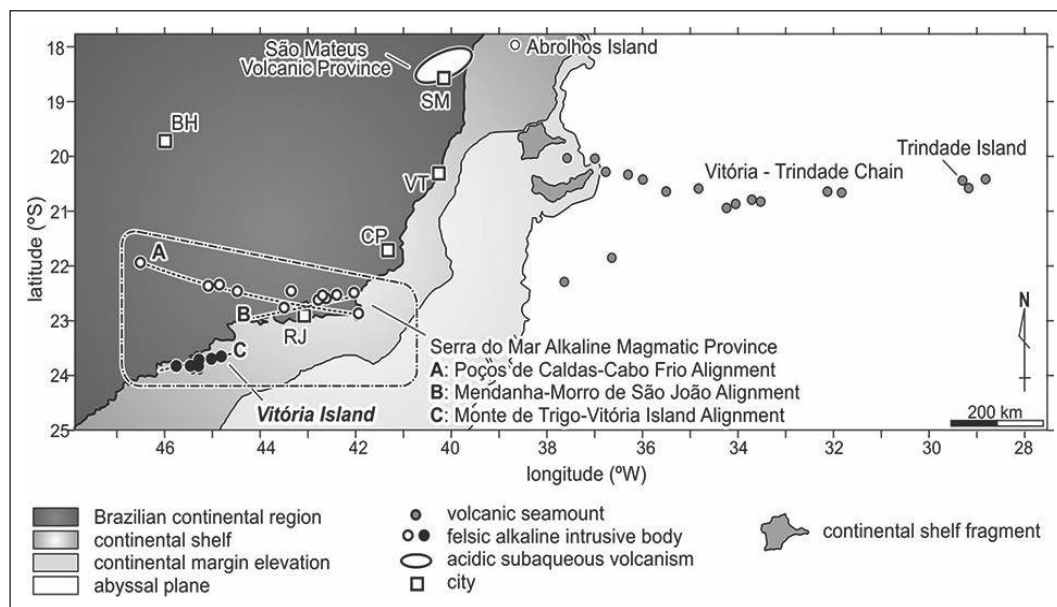 18
19
20
21
22
23
24
25
latitude (ºS)
São Mateus
Volcanic Province
Abrolhos Island
SM
BH
VT
CP
RJ
Trindade Island
Vitória - Trindade Chain
A
B
C
Serra do Mar Alkaline Magmatic Province
A: Poços de Caldas-Cabo Frio Alignment
B: Mendanha-Morro de São João Alignment
C: Monte de Trigo-Vitória Island Alignment
Vitória Island
N
200 km
46 44 42 40 38 36 34 32 30 28
longitude (ºW)
Brazilian continental region
continental shelf
continental margin elevation
abyssal plane
volcanic seamount
felsic alkaline intrusive body
acidic subaqueous volcanism
city
continental shelf fragment